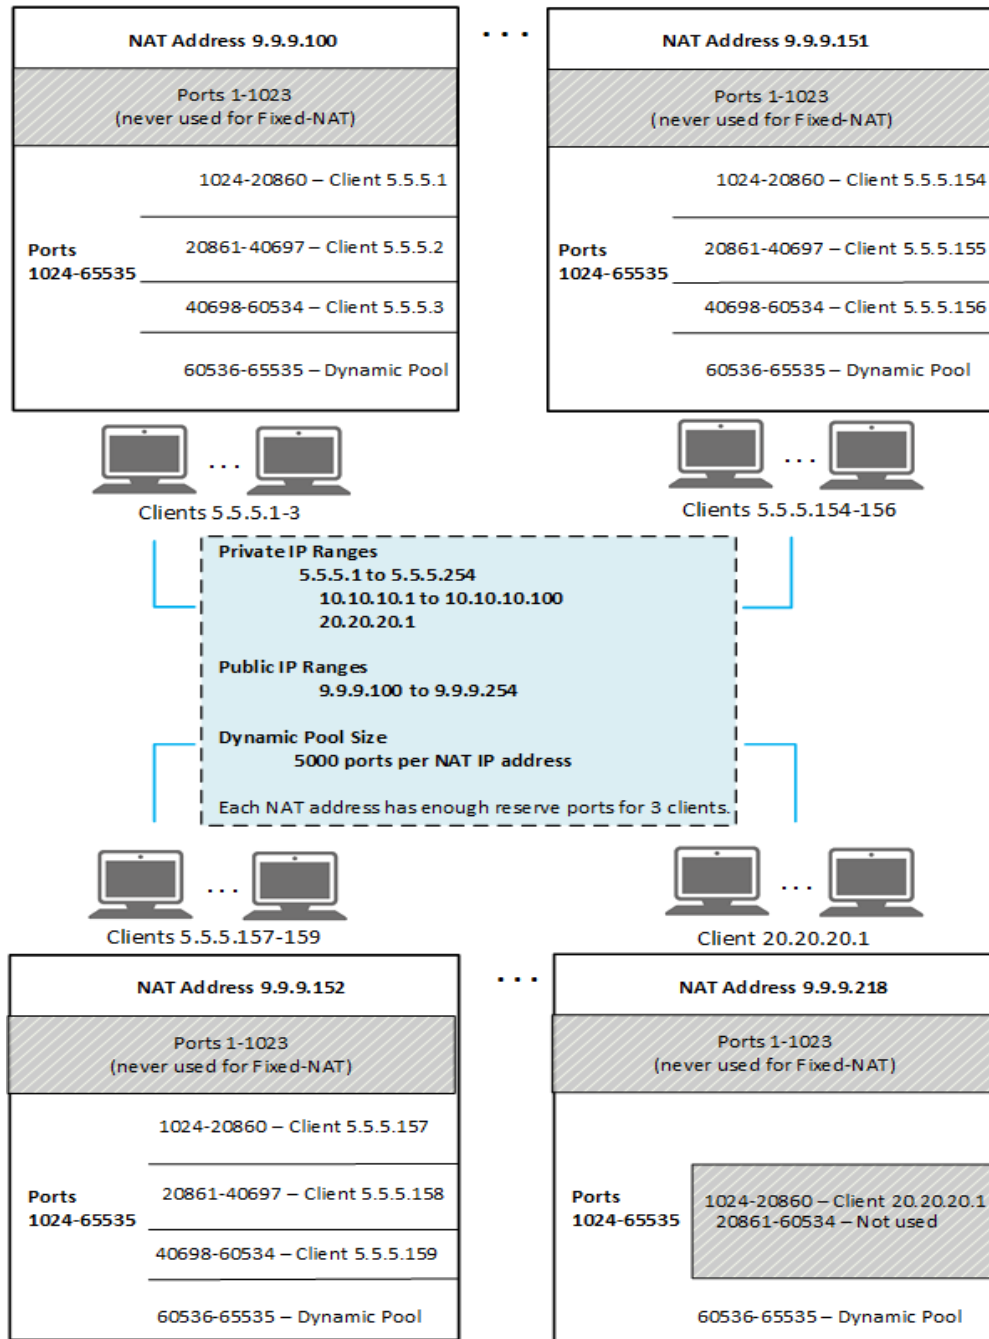 NAT Address 9.9.9.100
Ports 1-1023
(never used for Fixed-NAT)
1024-20860 – Client 5.5.5.1
Ports
1024-65535
20861-40697 – Client 5.5.5.2
40698-60534 – Client 5.5.5.3
60536-65535 – Dynamic Pool
. . .
NAT Address 9.9.9.151
Ports 1-1023
(never used for Fixed-NAT)
1024-20860 – Client 5.5.5.154
Ports
1024-65535
20861-40697 – Client 5.5.5.155
40698-60534 – Client 5.5.5.156
60536-65535 – Dynamic Pool
. . .
Clients 5.5.5.1-3
. . .
Clients 5.5.5.154-156
Private IP Ranges
5.5.5.1 to 5.5.5.254
10.10.10.1 to 10.10.10.100
20.20.20.1
Public IP Ranges
9.9.9.100 to 9.9.9.254
Dynamic Pool Size
5000 ports per NAT IP address
Each NAT address has enough reserve ports for 3 clients.
. . .
Clients 5.5.5.157-159
. . .
Client 20.20.20.1
NAT Address 9.9.9.152
Ports 1-1023
(never used for Fixed-NAT)
1024-20860 – Client 5.5.5.157
Ports
1024-65535
20861-40697 – Client 5.5.5.158
40698-60534 – Client 5.5.5.159
60536-65535 – Dynamic Pool
. . .
NAT Address 9.9.9.218
Ports 1-1023
(never used for Fixed-NAT)
Ports
1024-65535
1024-20860 – Client 20.20.20.1
20861-60534 – Not used
60536-65535 – Dynamic Pool